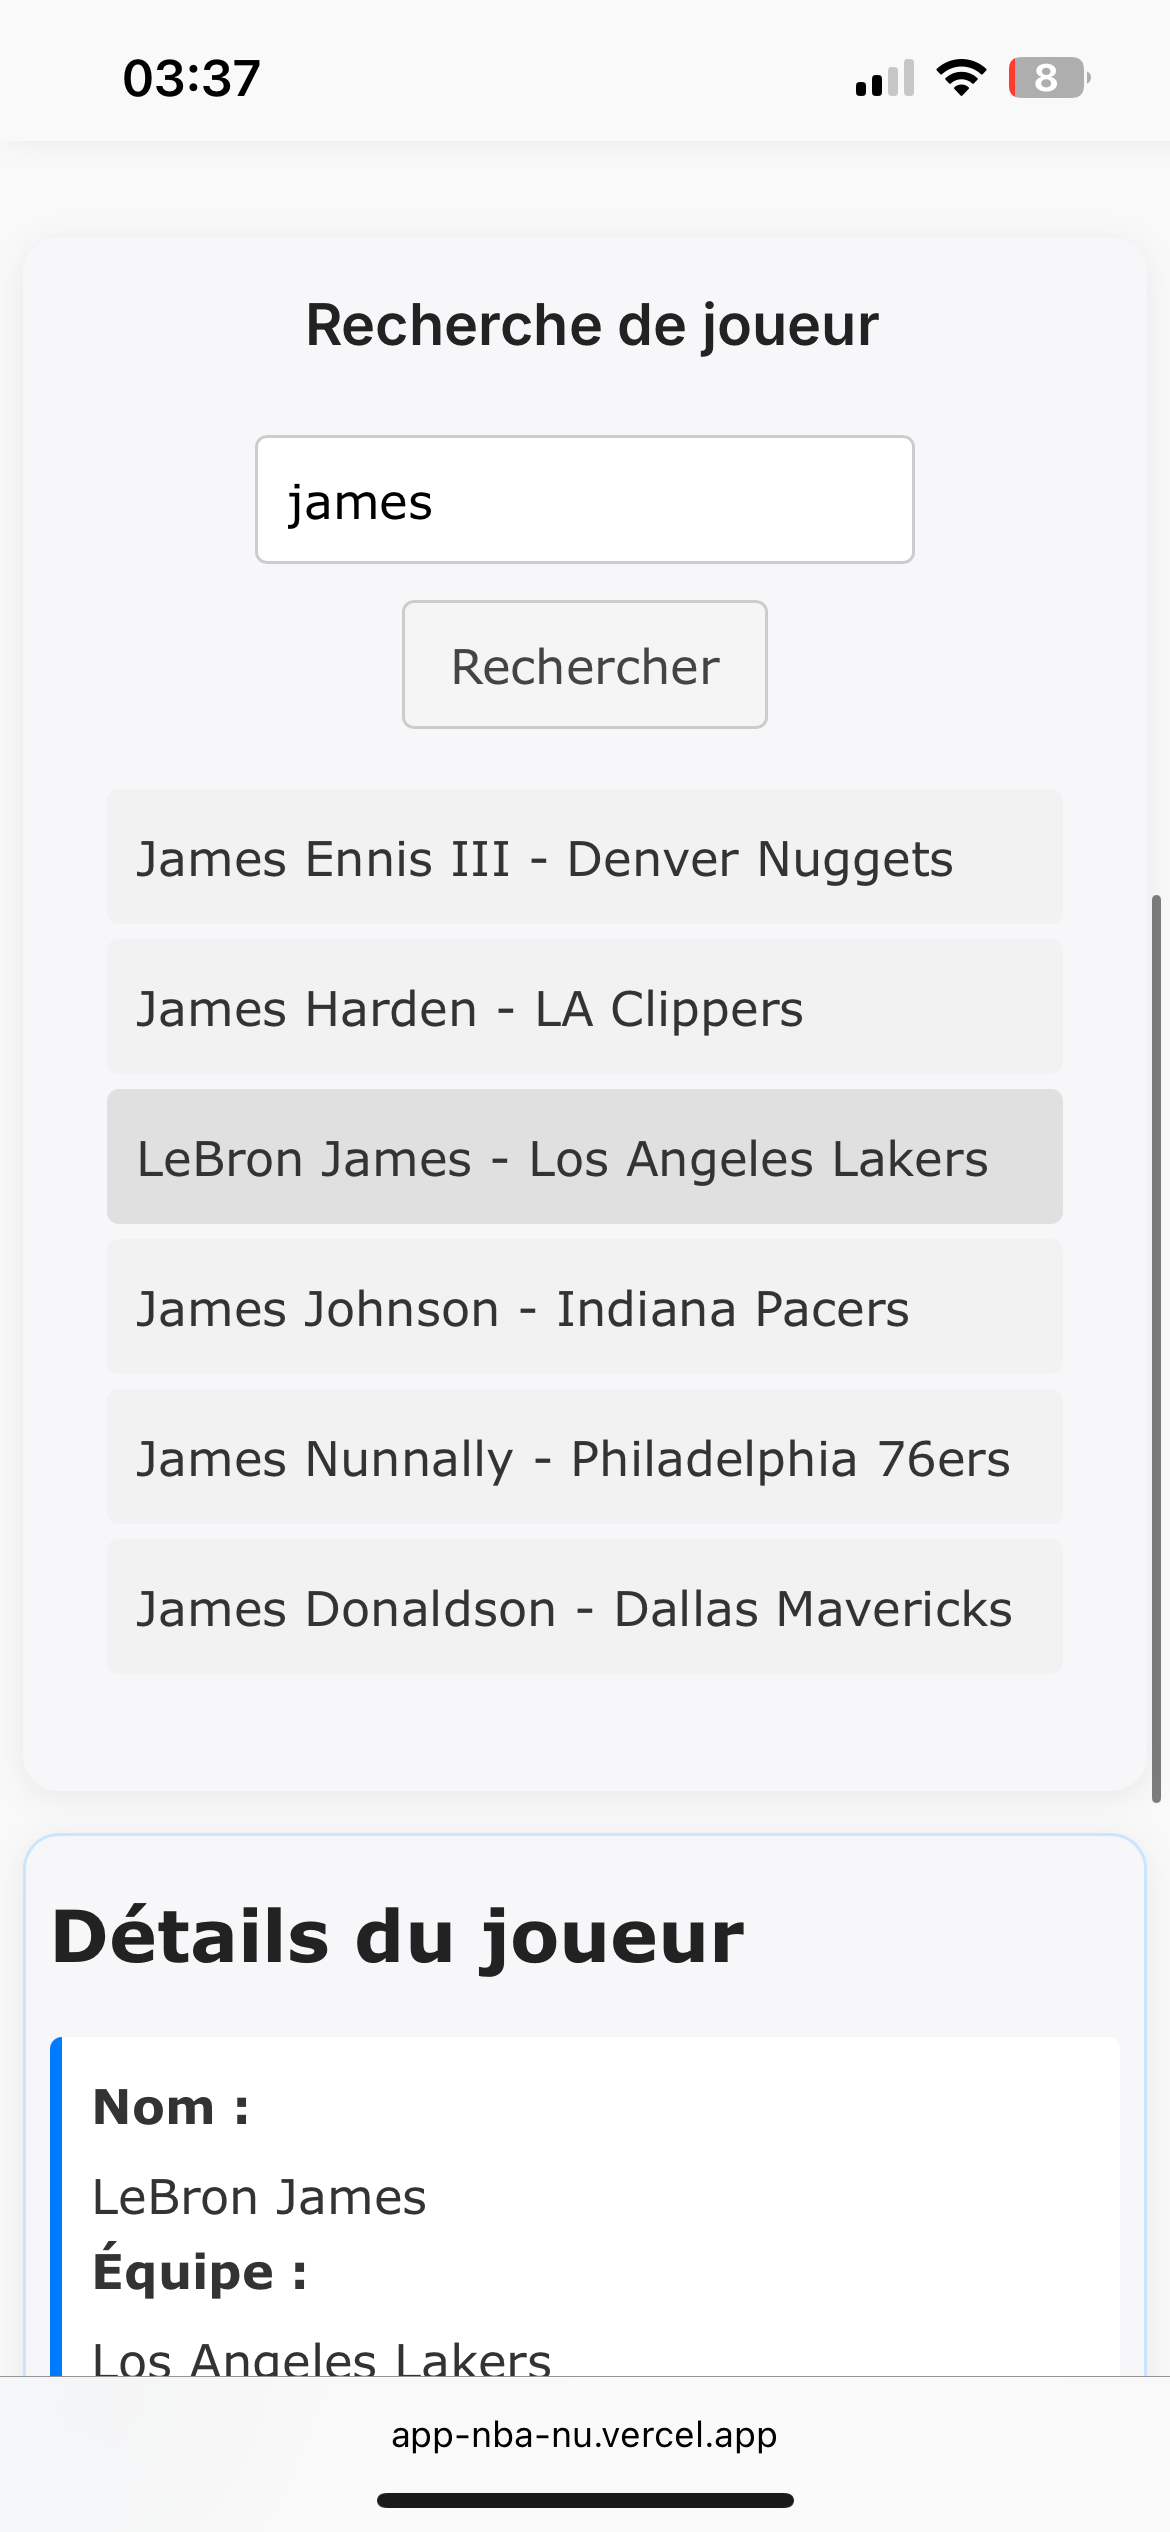 03:37
8
Recherche de joueur
james
Rechercher
James Ennis III - Denver Nuggets
James Harden - LA Clippers
LeBron James - Los Angeles Lakers
James Johnson - Indiana Pacers
James Nunnally - Philadelphia 76ers
James Donaldson - Dallas Mavericks
Détails du joueur
Nom :
LeBron James
Équipe :
Los Angeles Lakers
app-nba-nu.vercel.app